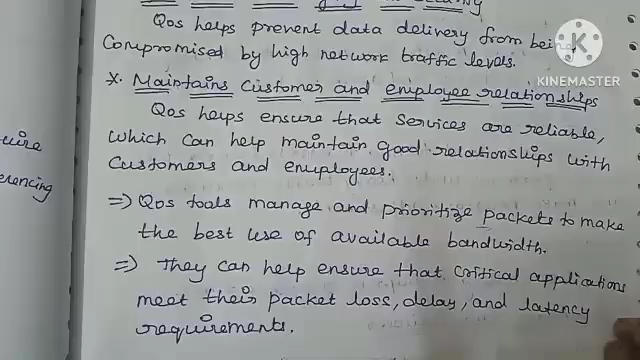 Qos helps prevent data delivery from being
compromised by high network traffic levels.
KINEMASTER
* Maintains customer and employee relationships
Qos helps ensure that services are reliable,
which can help maintain good relationships with
customers and employees.
uire
erencing
=> Qos tools manage and prioritize packets to make
the best use of available bandwidth.
=> They can help ensure that critical applications
meet their packet loss, delay, and latency
requirements.